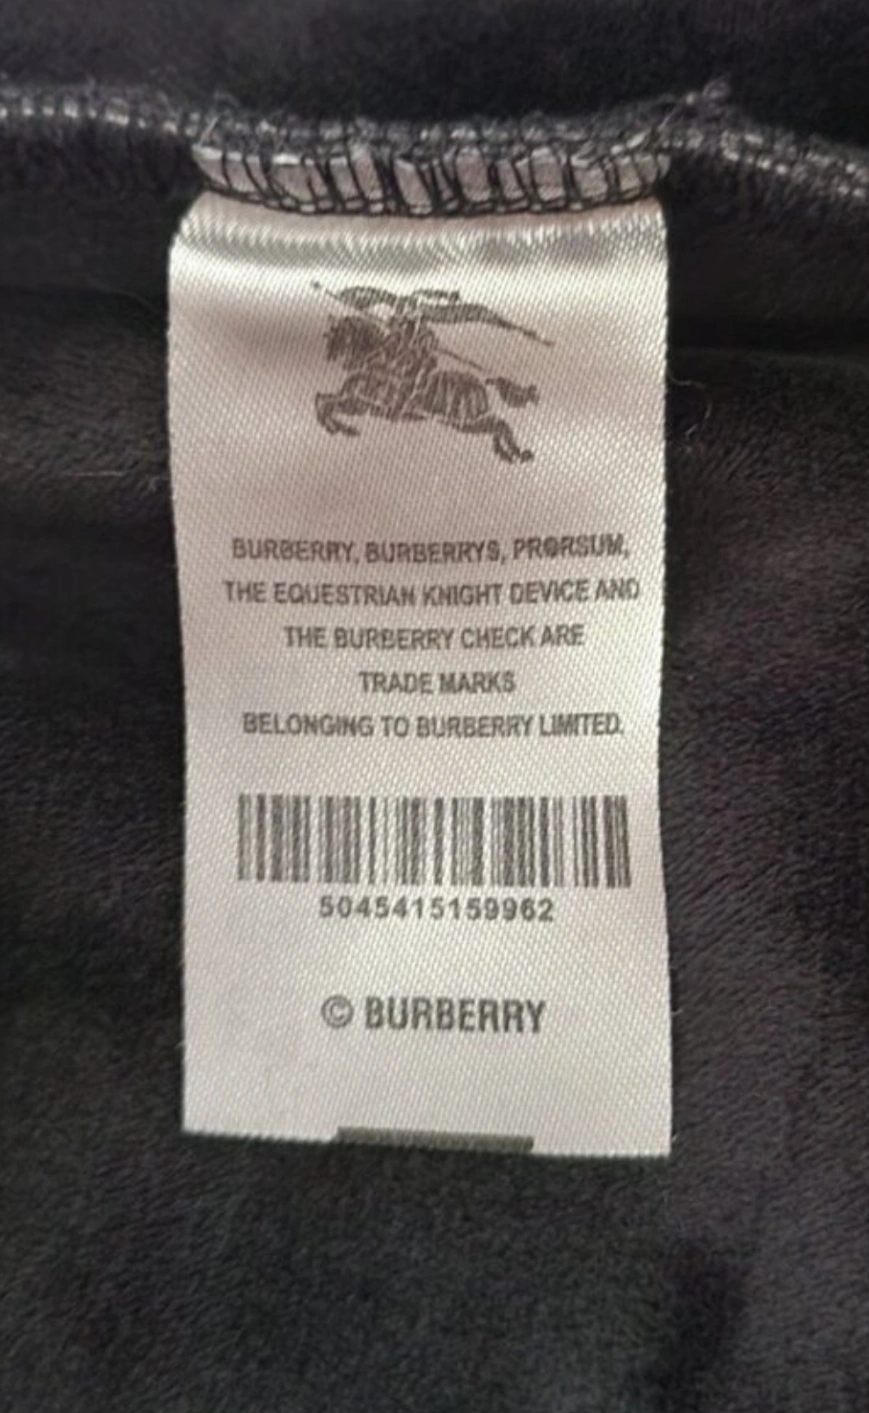 BURBERRY, BURBERRYS, PRORSUM,
THE EQUESTRIAN KNIGHT DEVICE AND
THE BURBERRY CHECK ARE
TRADE MARKS
BELONGING TO BURBERRY LIMITED.
5045415159962
© BURBERRY